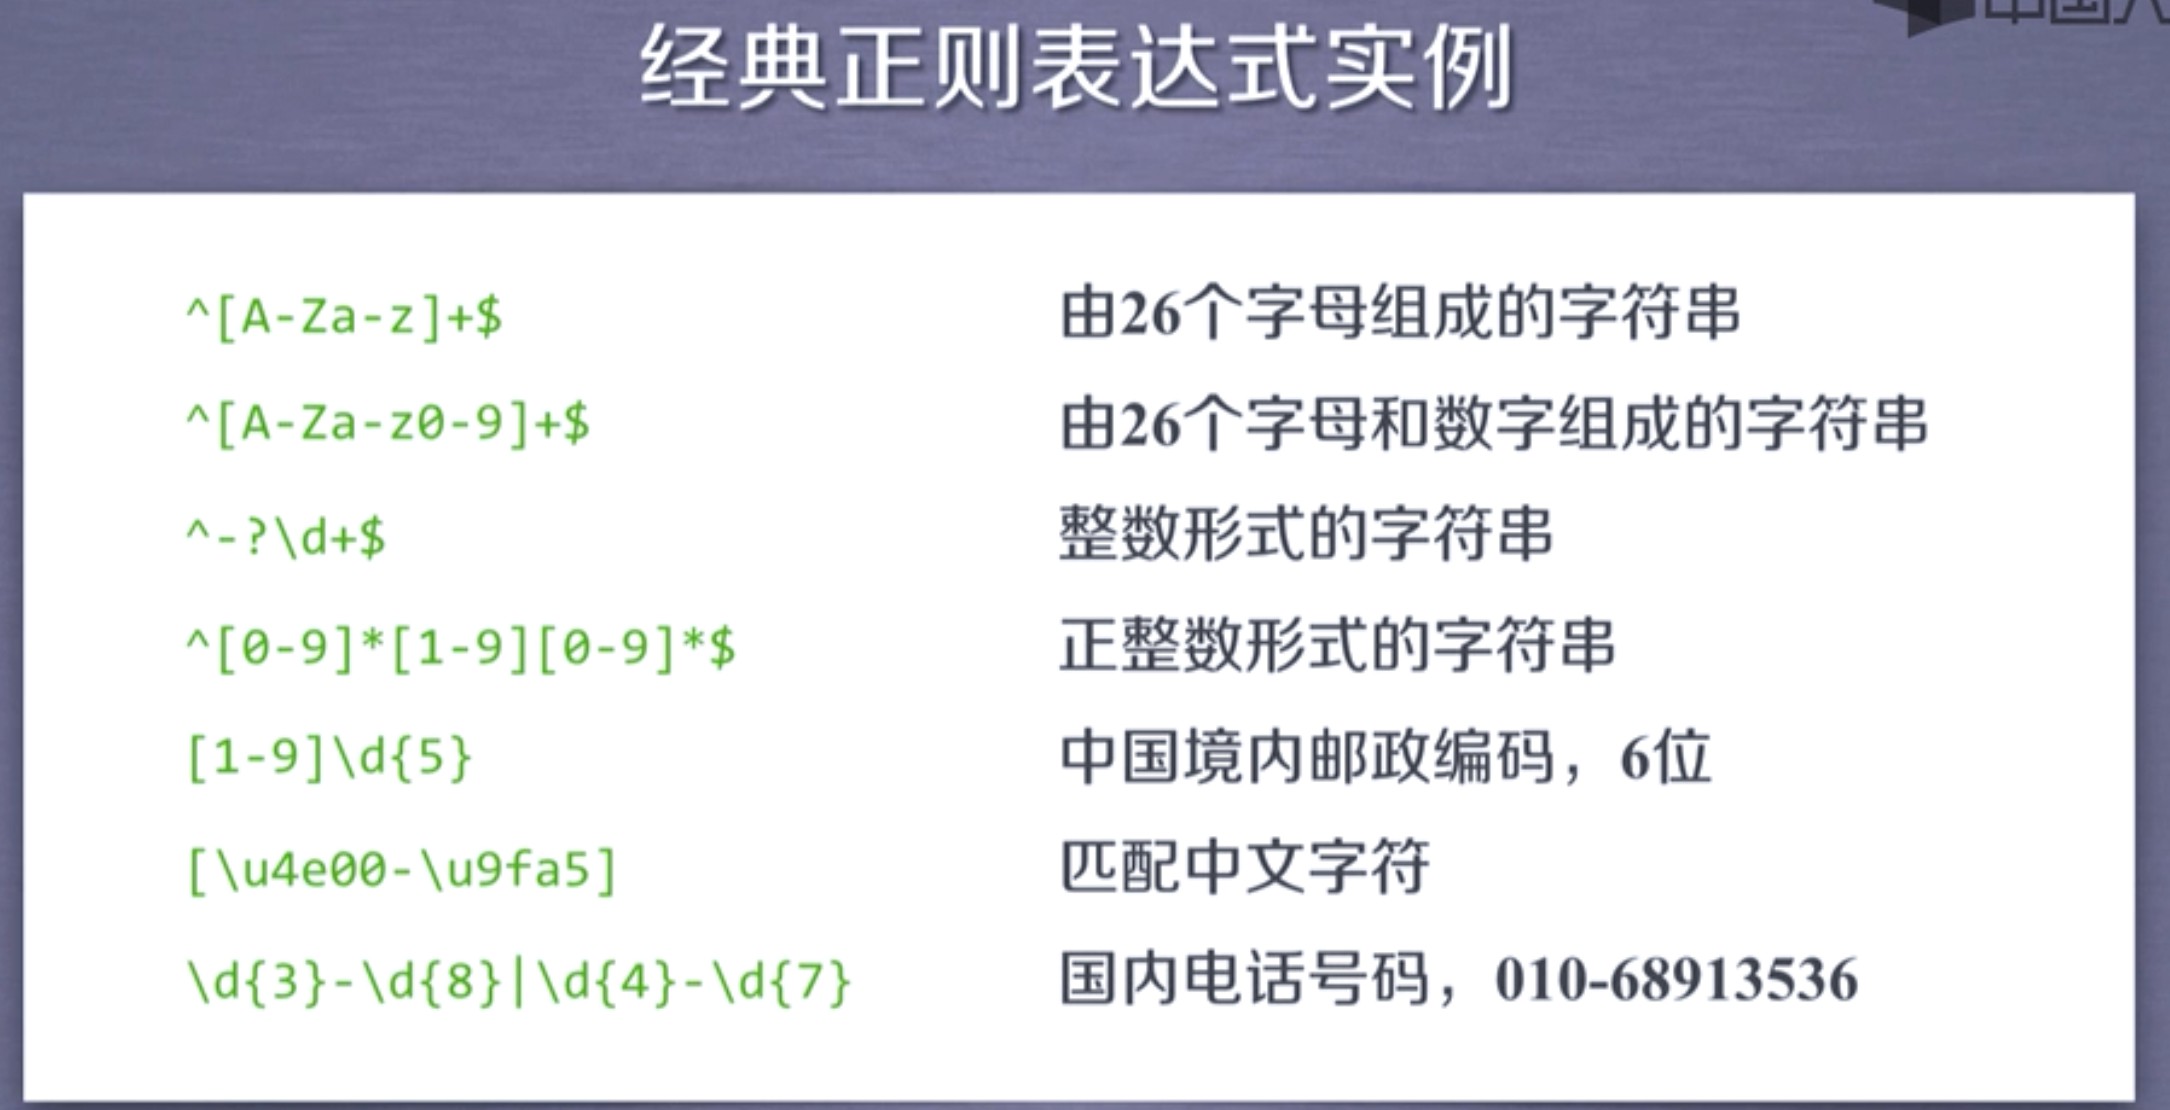 经典正则表达式实例
^[A-Za-z]+$ 由26个字母组成的字符串
^[A-Za-z0-9]+$ 由26个字母和数字组成的字符串
^-?\d+$ 整数形式的字符串
^[0-9]*[1-9][0-9]*$ 正整数形式的字符串
[1-9]\d{5} 中国境内邮政编码，6位
[\u4e00-\u9fa5] 匹配中文字符
\d{3}-\d{8}|\d{4}-\d{7} 国内电话号码，010-68913536